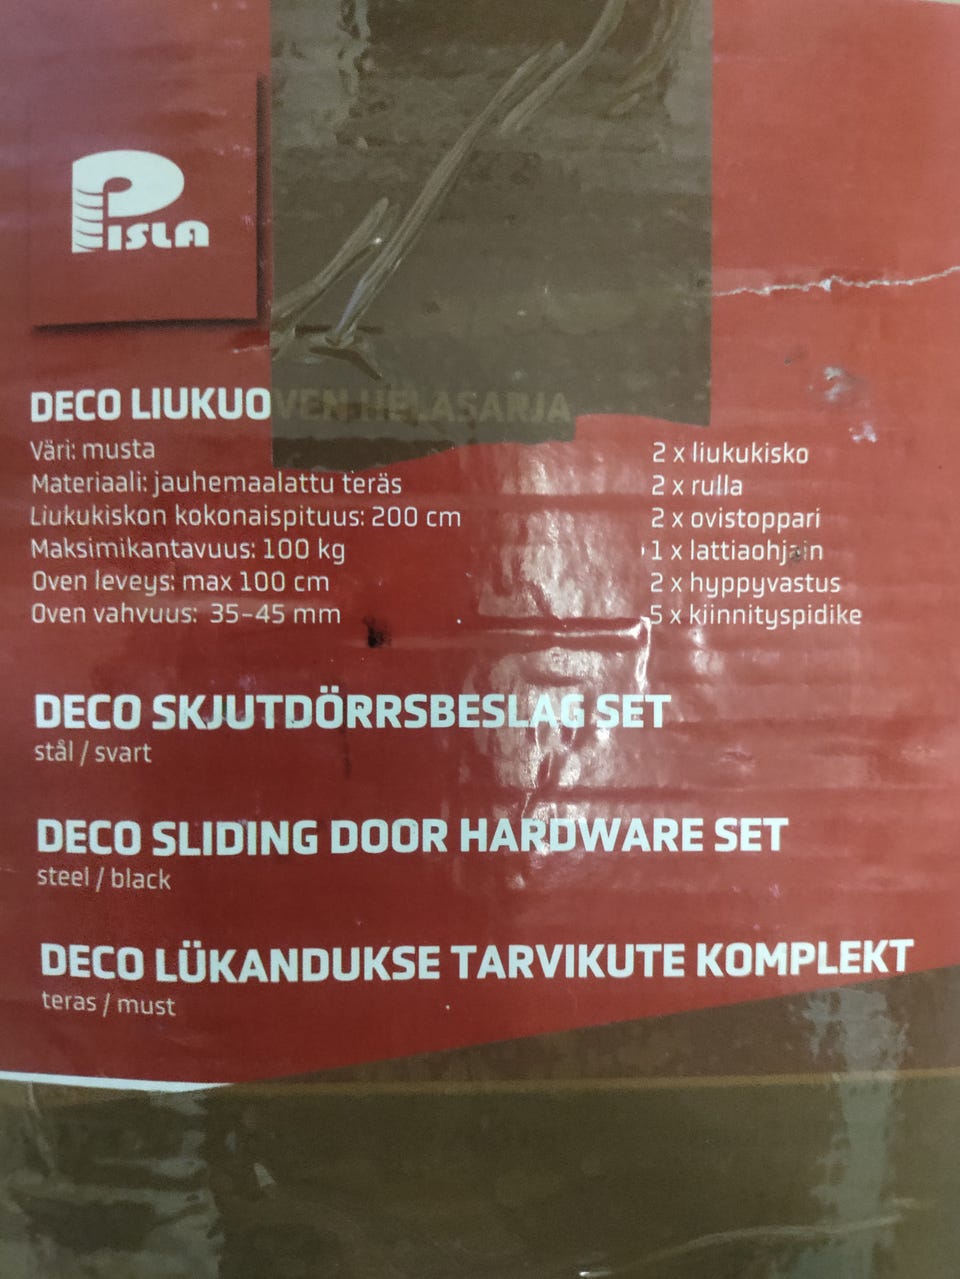 PISLA
DECO LIUKUOVEN HELASARJA
Väri: musta
Materiaali: jauhemaalattu teräs
Liukukiskon kokonaispituus: 200 cm
Maksimikantavuus: 100 kg
Oven leveys: max 100 cm
Oven vahvuus: 35-45 mm
2 x liukukisko
2 x rulla
2 x ovistoppari
1 x lattiaohjain
2 x hyppyvastus
5 x kiinnityspidike
DECO SKJUTDÖRRSBESLAG SET
stål / svart
DECO SLIDING DOOR HARDWARE SET
steel / black
DECO LÜKANDUKSE TARVIKUTE KOMPLEKT
teras / must